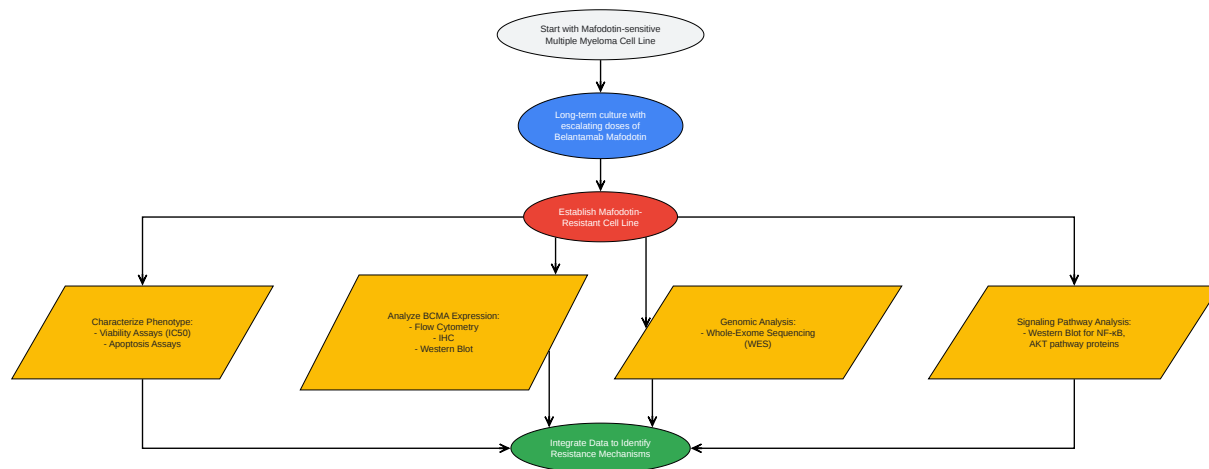 Start with Mafodotin-sensitive
Multiple Myeloma Cell Line
Long-term culture with
escalating doses of
Belantamab Mafodotin
Establish Mafodotin-
Resistant Cell Line
Characterize Phenotype:
- Viability Assays (IC50)
- Apoptosis Assays
Analyze BCMA Expression:
- Flow Cytometry
- IHC
- Western Blot
Genomic Analysis:
- Whole-Exome Sequencing
(WES)
Signaling Pathway Analysis:
- Western Blot for NF-κB,
AKT pathway proteins
Integrate Data to Identify
Resistance Mechanisms